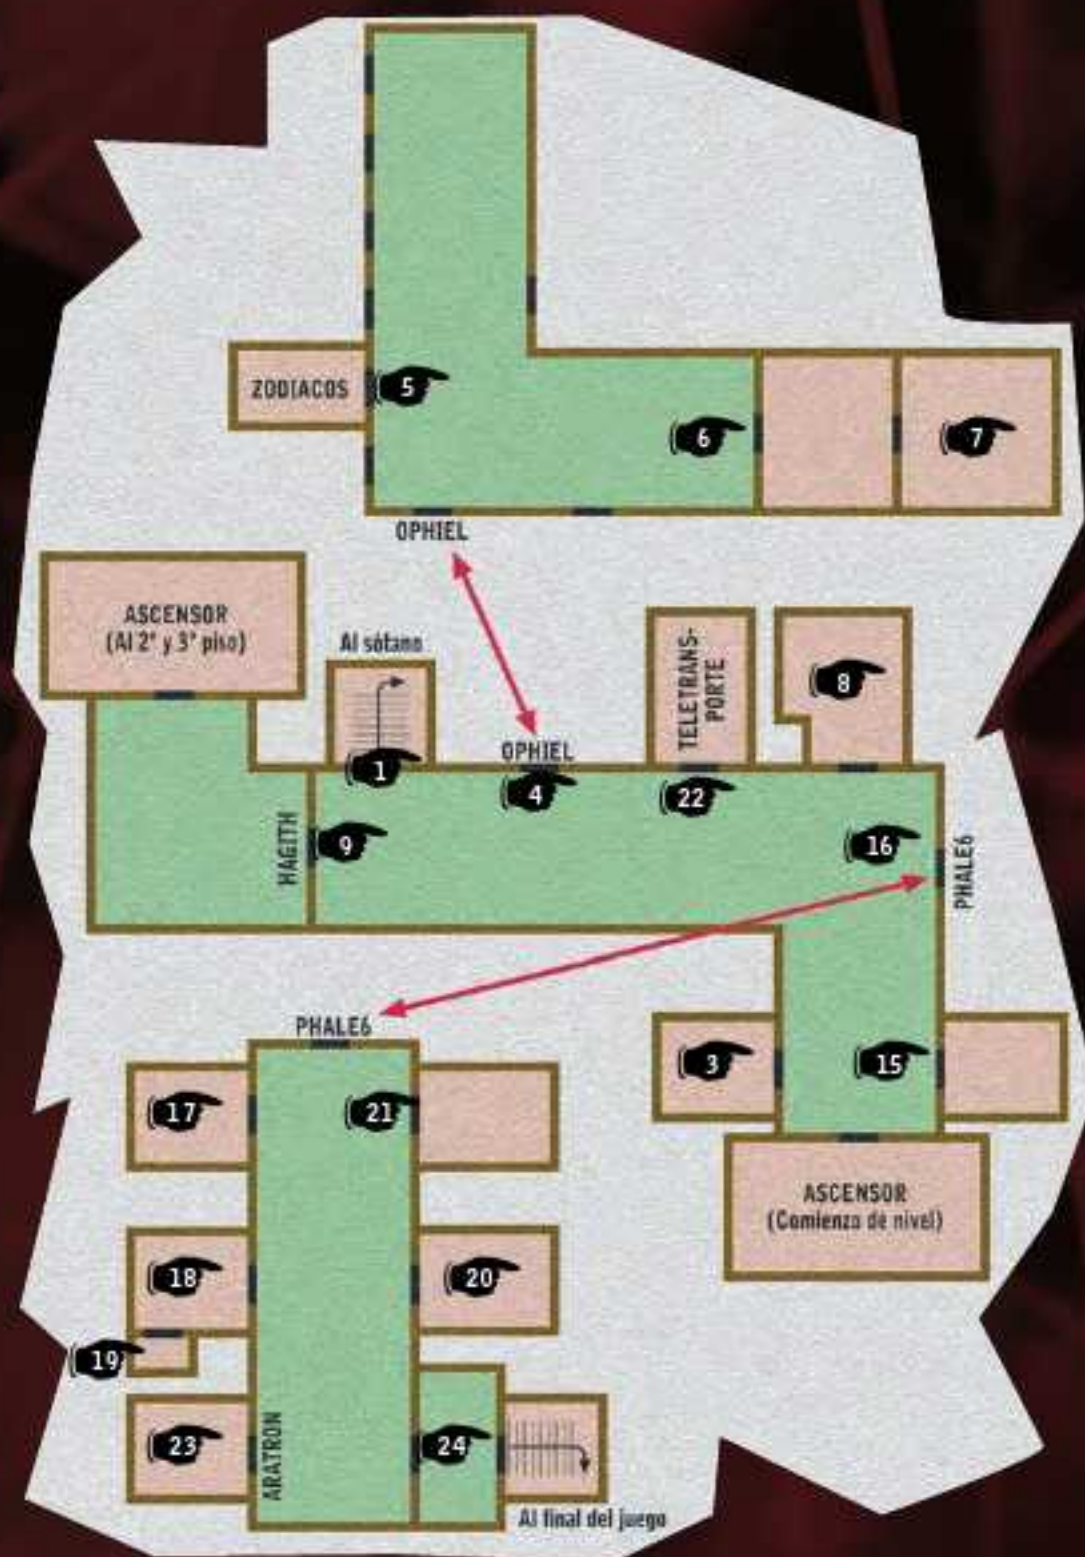 ZODIACOS
5
6
7
OPHIEL
ASCENSOR
(Al 2° y 3° piso)
Al sótano
TELETRANS-
PORTE
8
OPHIEL
1
4
22
HAGITH
9
16
PHALE6
3
15
PHALE6
17
21
ASCENSOR
(Comienzo de nivel)
18
20
19
ARATRON
23
24
Al final del juego